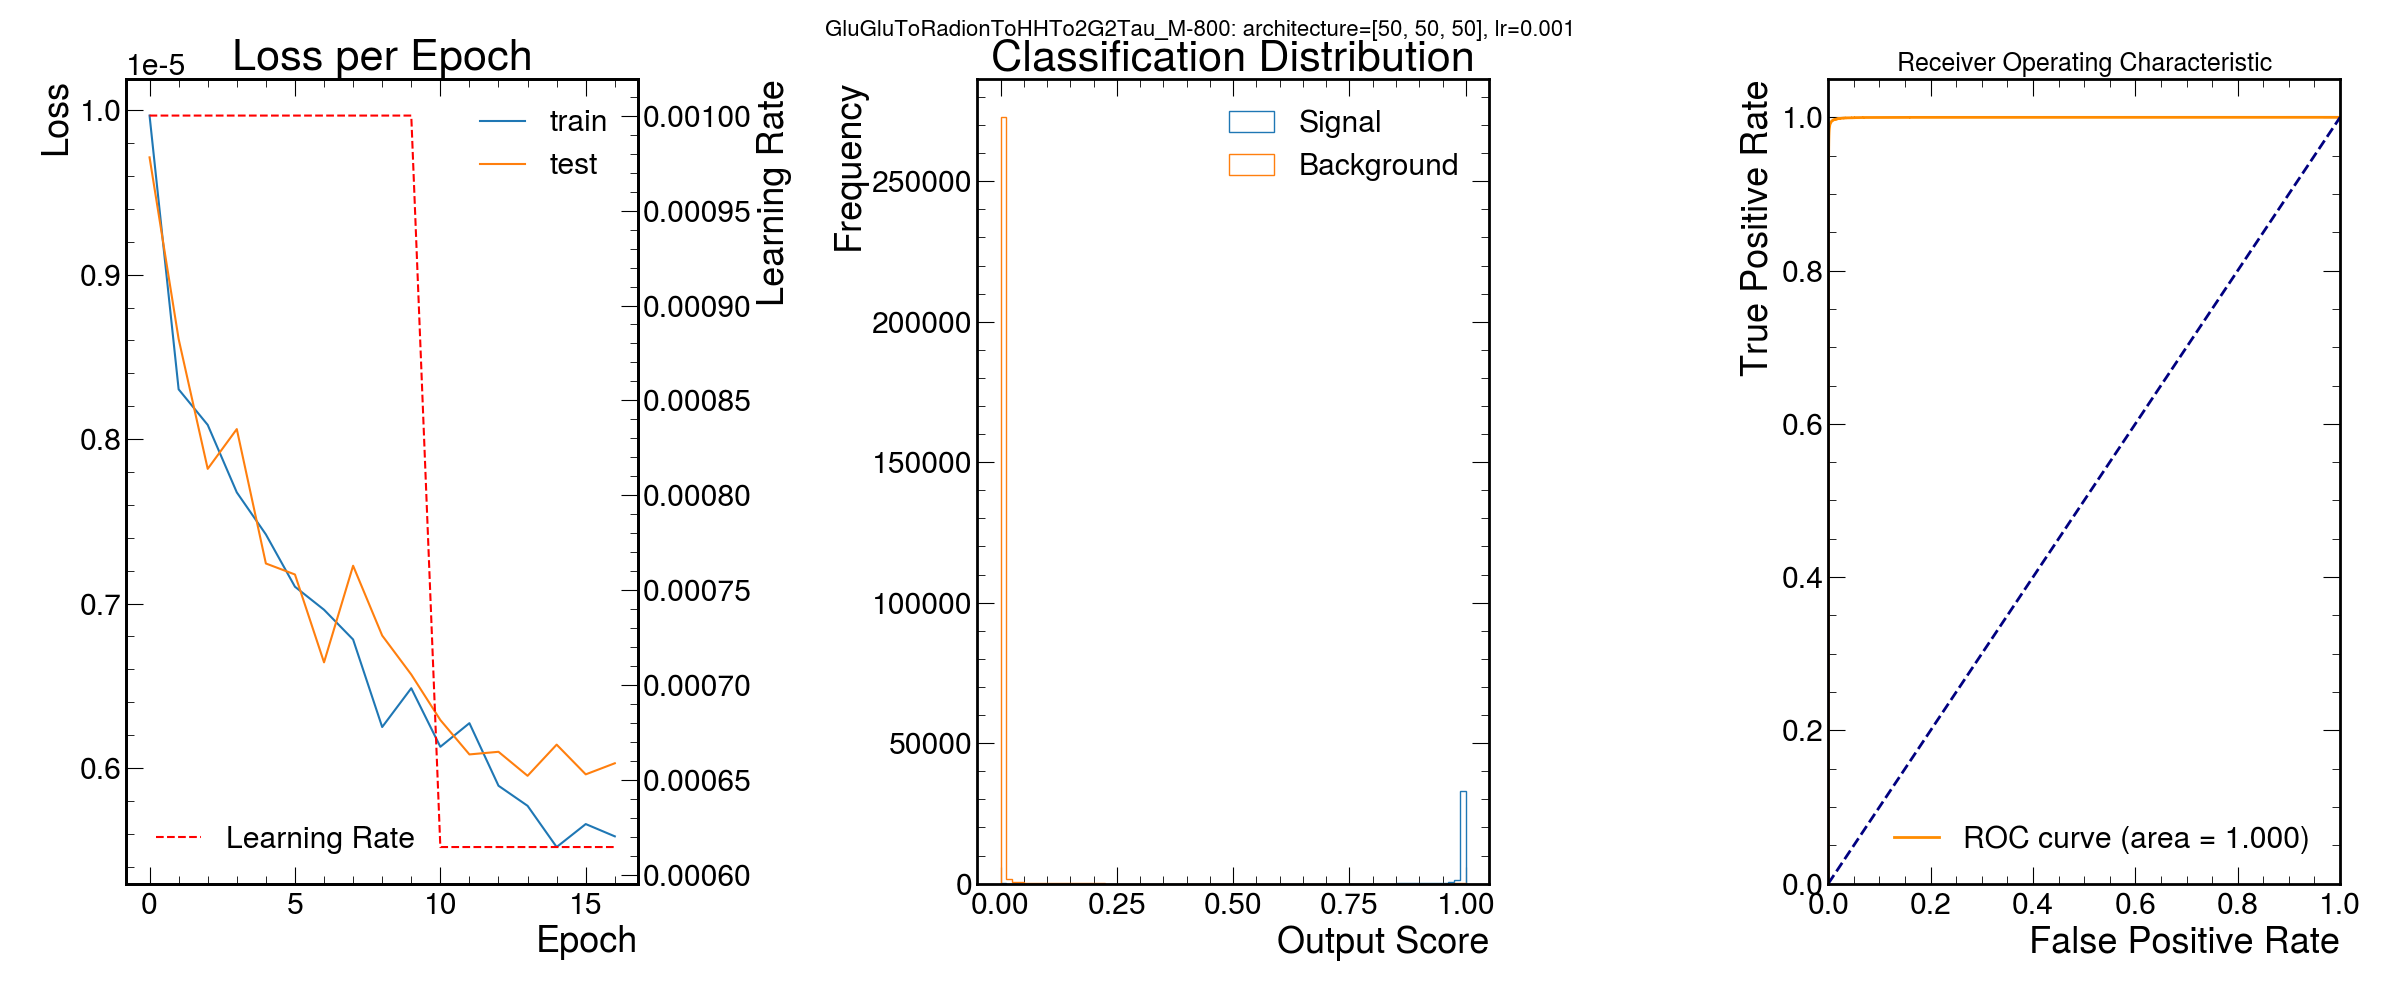 GluGluToRadionToHHTo2G2Tau_M-800: architecture=[50, 50, 50], lr=0.001
Loss per Epoch
1e-5
Loss
1.0
0.9
0.8
0.7
0.6
train
test
Learning Rate
0.00100
0.00095
0.00090
0.00085
0.00080
0.00075
0.00070
0.00065
0.00060
Learning Rate
0 5 10 15
Epoch
Classification Distribution
Frequency
250000
200000
150000
100000
50000
0
Signal
Background
0.00 0.25 0.50 0.75 1.00
Output Score
Receiver Operating Characteristic
True Positive Rate
1.0
0.8
0.6
0.4
0.2
0.0
ROC curve (area = 1.000)
0.0 0.2 0.4 0.6 0.8 1.0
False Positive Rate